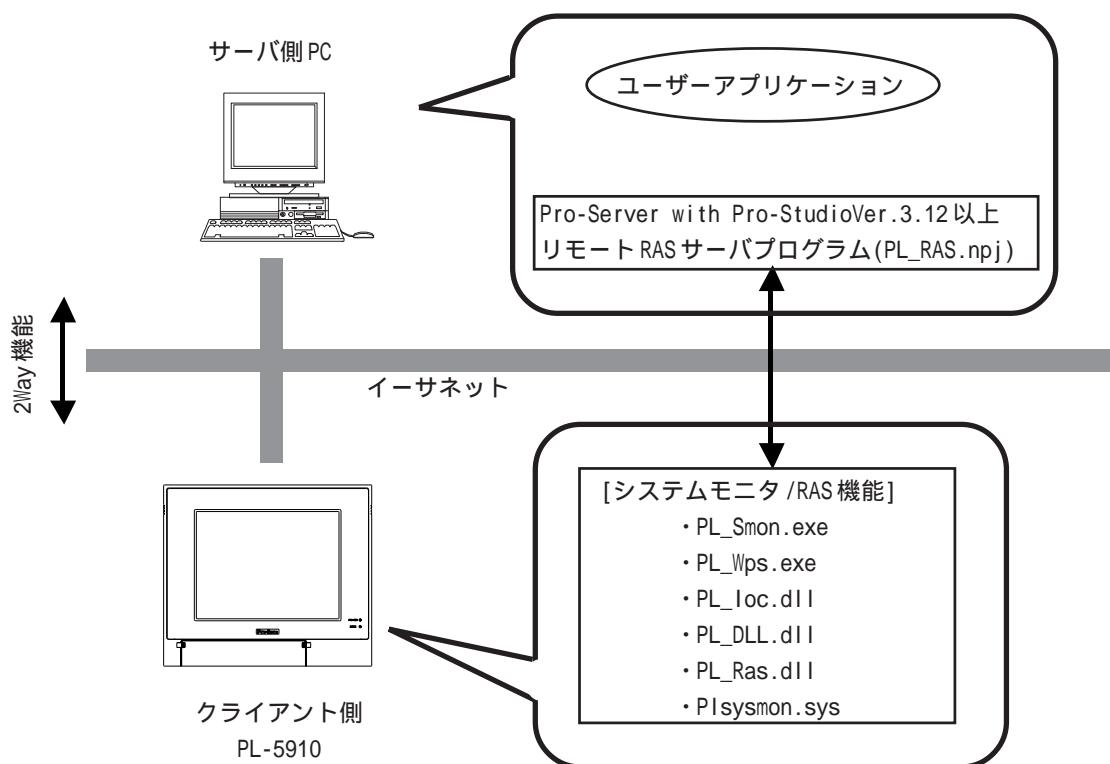 サーバ側PC
ユーザーアプリケーション
Pro-Server with Pro-StudioVer.3.12以上
リモートRASサーバプログラム(PL_RAS.npj)
2Way機能
イーサネット
[システムモニタ/RAS機能]
・PL_Smon.exe
・PL_Wps.exe
・PL_Ioc.dll
・PL_DLL.dll
・PL_Ras.dll
・Plsysmon.sys
クライアント側
PL-5910